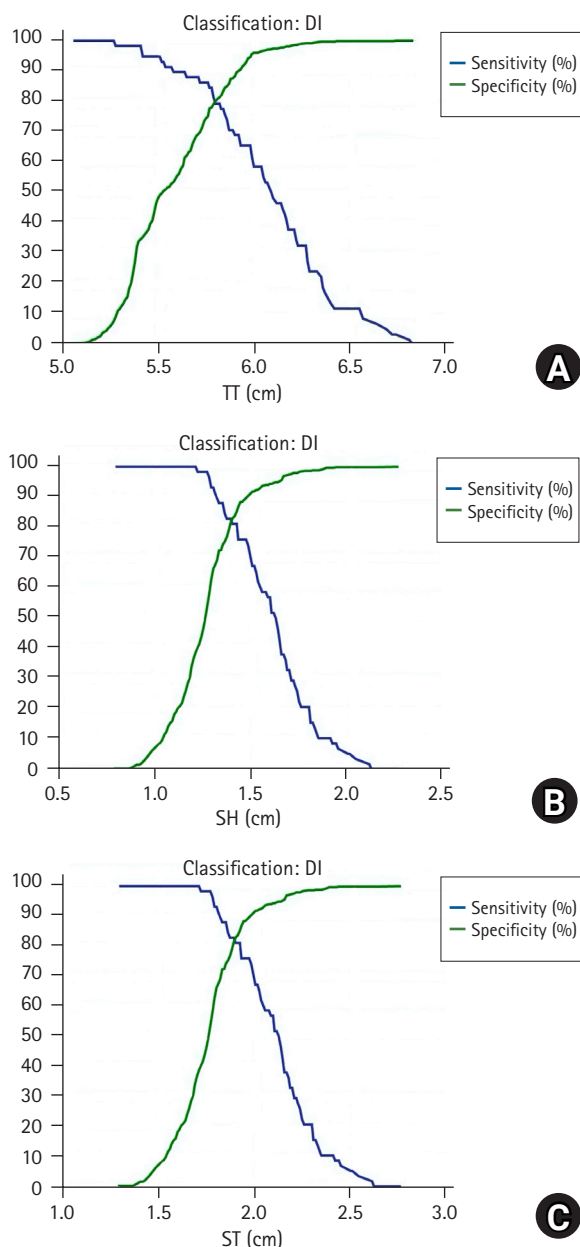 Classification: DI
100
90
80
70
60
50
40
30
20
10
0
5.0 5.5 6.0 6.5 7.0
TT (cm)
Sensitivity (%)
Specificity (%)
A
Classification: DI
100
90
80
70
60
50
40
30
20
10
0
0.5 1.0 1.5 2.0 2.5
SH (cm)
Sensitivity (%)
Specificity (%)
B
Classification: DI
100
90
80
70
60
50
40
30
20
10
0
1.0 1.5 2.0 2.5 3.0
ST (cm)
Sensitivity (%)
Specificity (%)
C